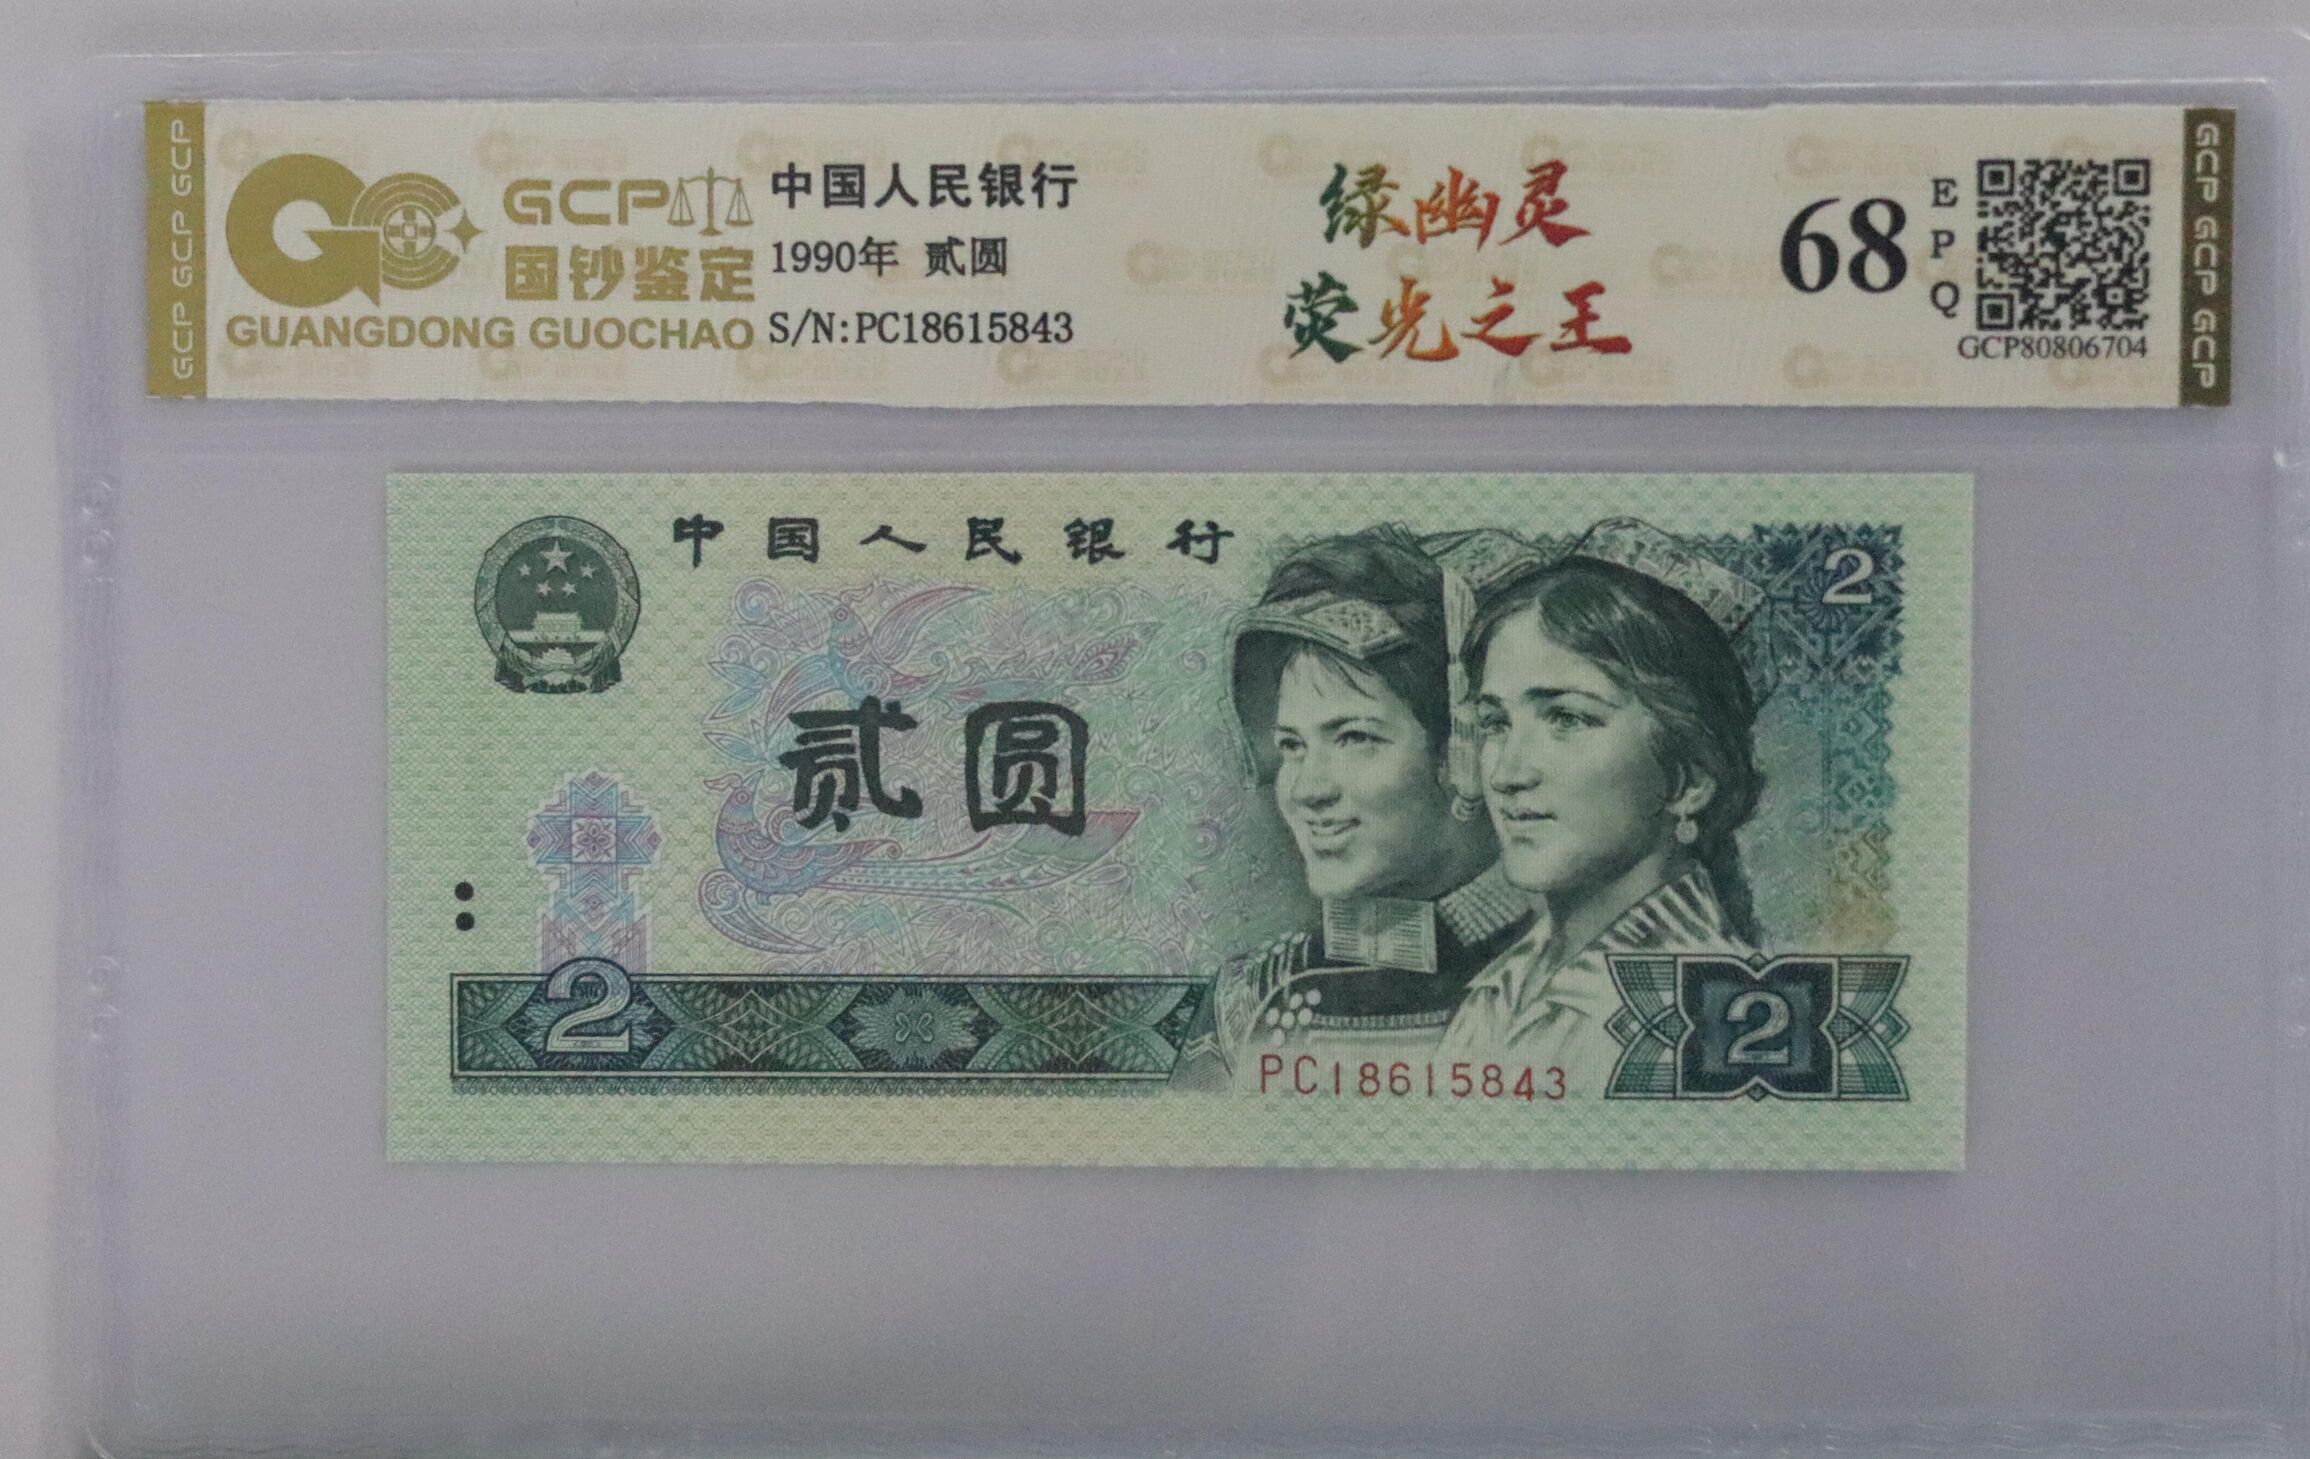 GCP GCP GCP
GCP
国钞鉴定
GUANGDONG GUOCHAO
中国人民银行
1990年 贰圆
S/N:PC18615843
绿幽灵
荧光之王
68
EPQ
GCP80806704
GCP GCP GCP
中国人民银行
2
贰圆
2
PC18615843
2